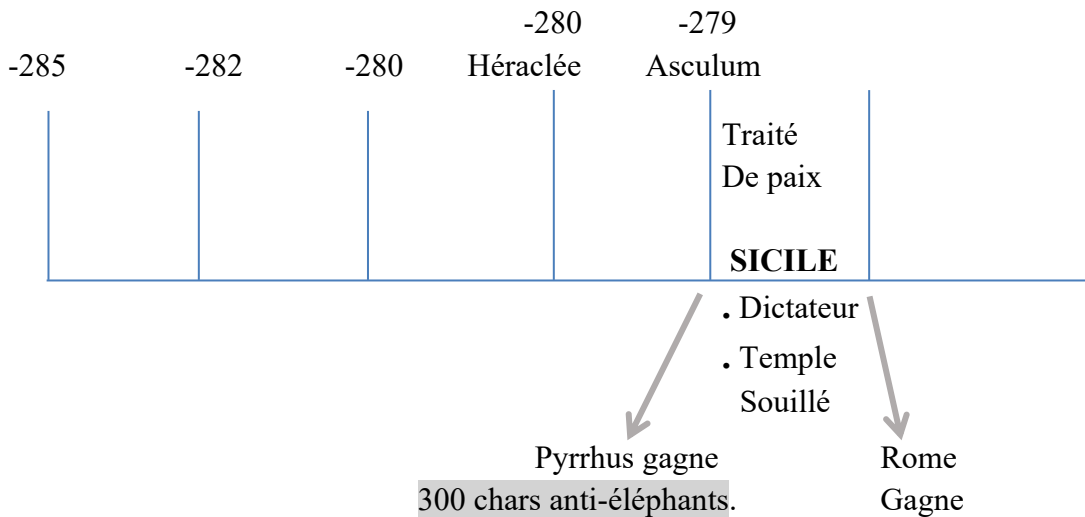 -280
-279
-285
-282
-280
Héraclée
Asculum
Traité
De paix
SICILE
. Dictateur
. Temple
Souillé
Pyrrhus gagne
300 chars anti-éléphants.
Rome
Gagne